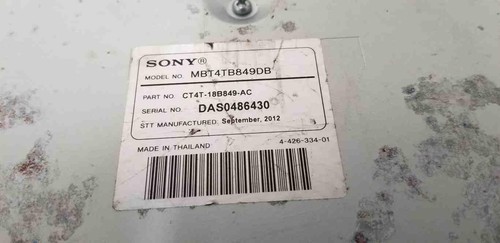 SONY®
MODEL NO. MBT4TB849DB
PART NO. CT4T-18B849-AC
SERIAL NO. DAS0486430
STT MANUFACTURED: September, 2012
MADE IN THAILAND 4-426-334-01